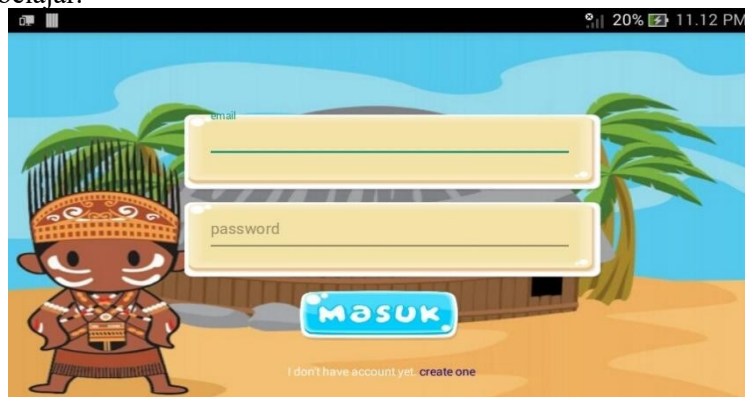 belajar.
20% 11.12 PM
email
password
MASUK
I don't have account yet. create one